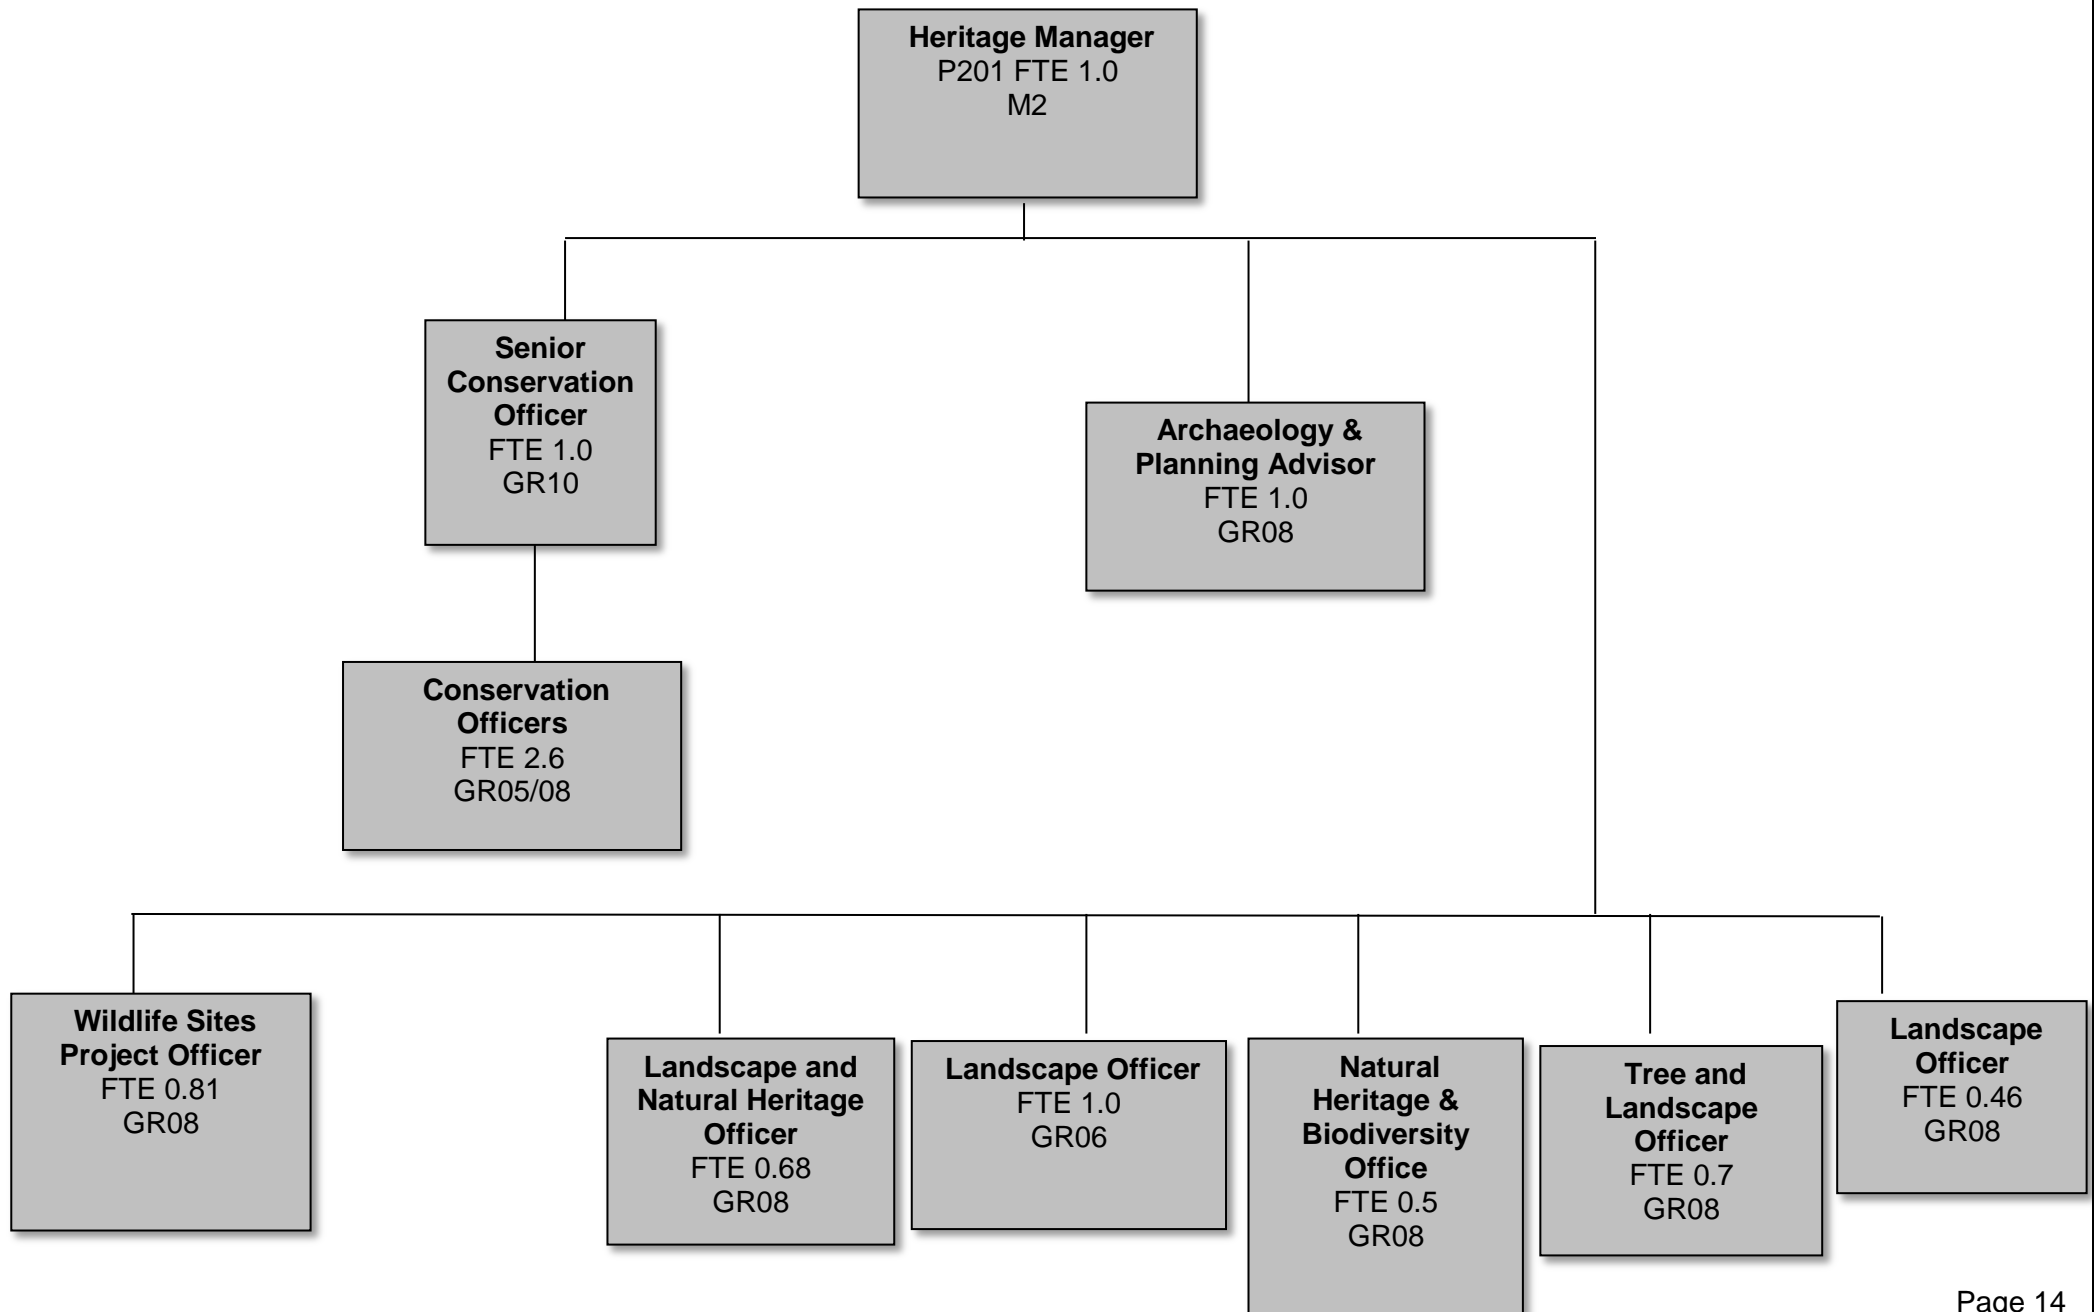 Heritage Manager
P201 FTE 1.0
M2
Senior
Conservation
Officer
FTE 1.0
GR10
Archaeology &
Planning Advisor
FTE 1.0
GR08
Conservation
Officers
FTE 2.6
GR05/08
Wildlife Sites
Project Officer
FTE 0.81
GR08
Landscape and
Natural Heritage
Officer
FTE 0.68
GR08
Landscape Officer
FTE 1.0
GR06
Natural
Heritage &
Biodiversity
Office
FTE 0.5
GR08
Tree and
Landscape
Officer
FTE 0.7
GR08
Landscape
Officer
FTE 0.46
GR08
Page 14